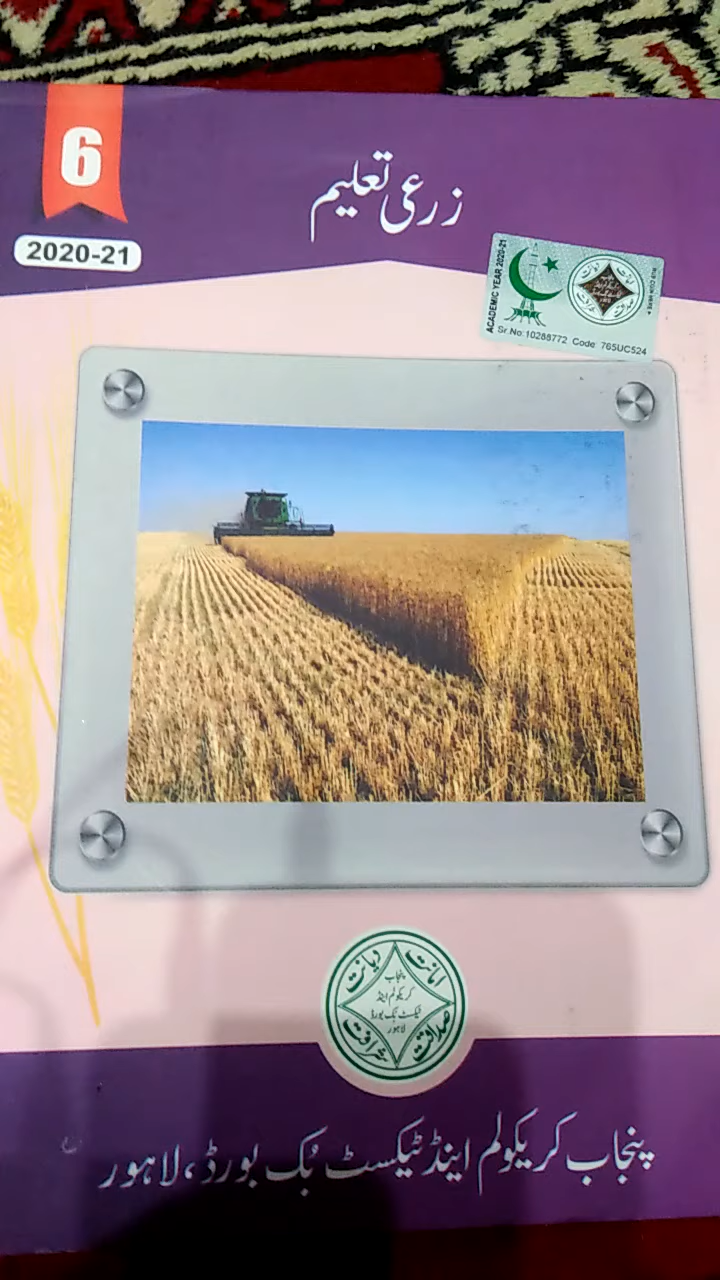 6
زرعی تعلیم
2020-21
ACADEMIC YEAR 2020-21
Sr.No:10288772 Code: 765UC524
امانت
دیانت
پنجاب
کریکولم اینڈ
ٹیکسٹ بک بورڈ
لاہور
صداقت
شرافت
پنجاب کریکولم اینڈ ٹیکسٹ بُک بورڈ، لاہور